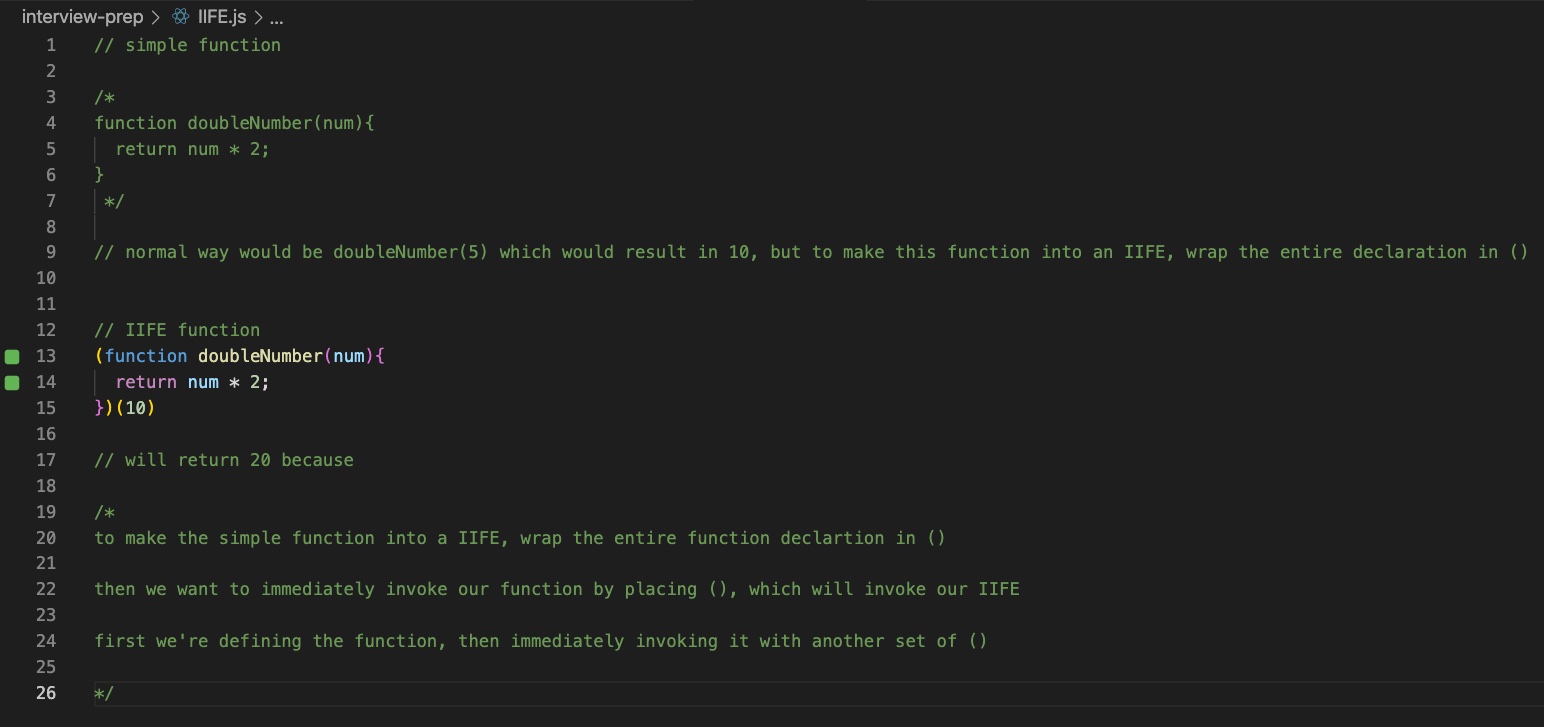 interview-prep > IIFE.js > ...
1 // simple function
2
3 /*
4 function doubleNumber(num){
5 return num * 2;
6 }
7 */
8
9 // normal way would be doubleNumber(5) which would result in 10, but to make this function into an IIFE, wrap the entire declaration in ()
10
11
12 // IIFE function
13 (function doubleNumber(num){
14 return num * 2;
15 })(10)
16
17 // will return 20 because
18
19 /*
20 to make the simple function into a IIFE, wrap the entire function declartion in ()
21
22 then we want to immediately invoke our function by placing (), which will invoke our IIFE
23
24 first we're defining the function, then immediately invoking it with another set of ()
25
26 */